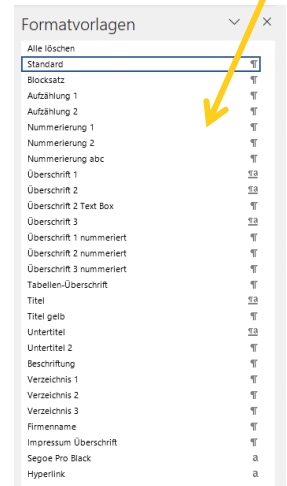 Formatvorlagen
Alle löschen
Standard ¶
Blocksatz ¶
Aufzählung 1 ¶
Aufzählung 2 ¶
Nummerierung 1 ¶
Nummerierung 2 ¶
Nummerierung abc ¶
Überschrift 1 ¶a
Überschrift 2 ¶a
Überschrift 2 Text Box ¶
Überschrift 3 ¶a
Überschrift 1 nummeriert ¶
Überschrift 2 nummeriert ¶
Überschrift 3 nummeriert ¶
Tabellen-Überschrift ¶
Titel ¶a
Titel gelb ¶
Untertitel ¶a
Untertitel 2 ¶
Beschriftung ¶
Verzeichnis 1 ¶
Verzeichnis 2 ¶
Verzeichnis 3 ¶
Firmenname ¶
Impressum Überschrift ¶
Segoe Pro Black a
Hyperlink a